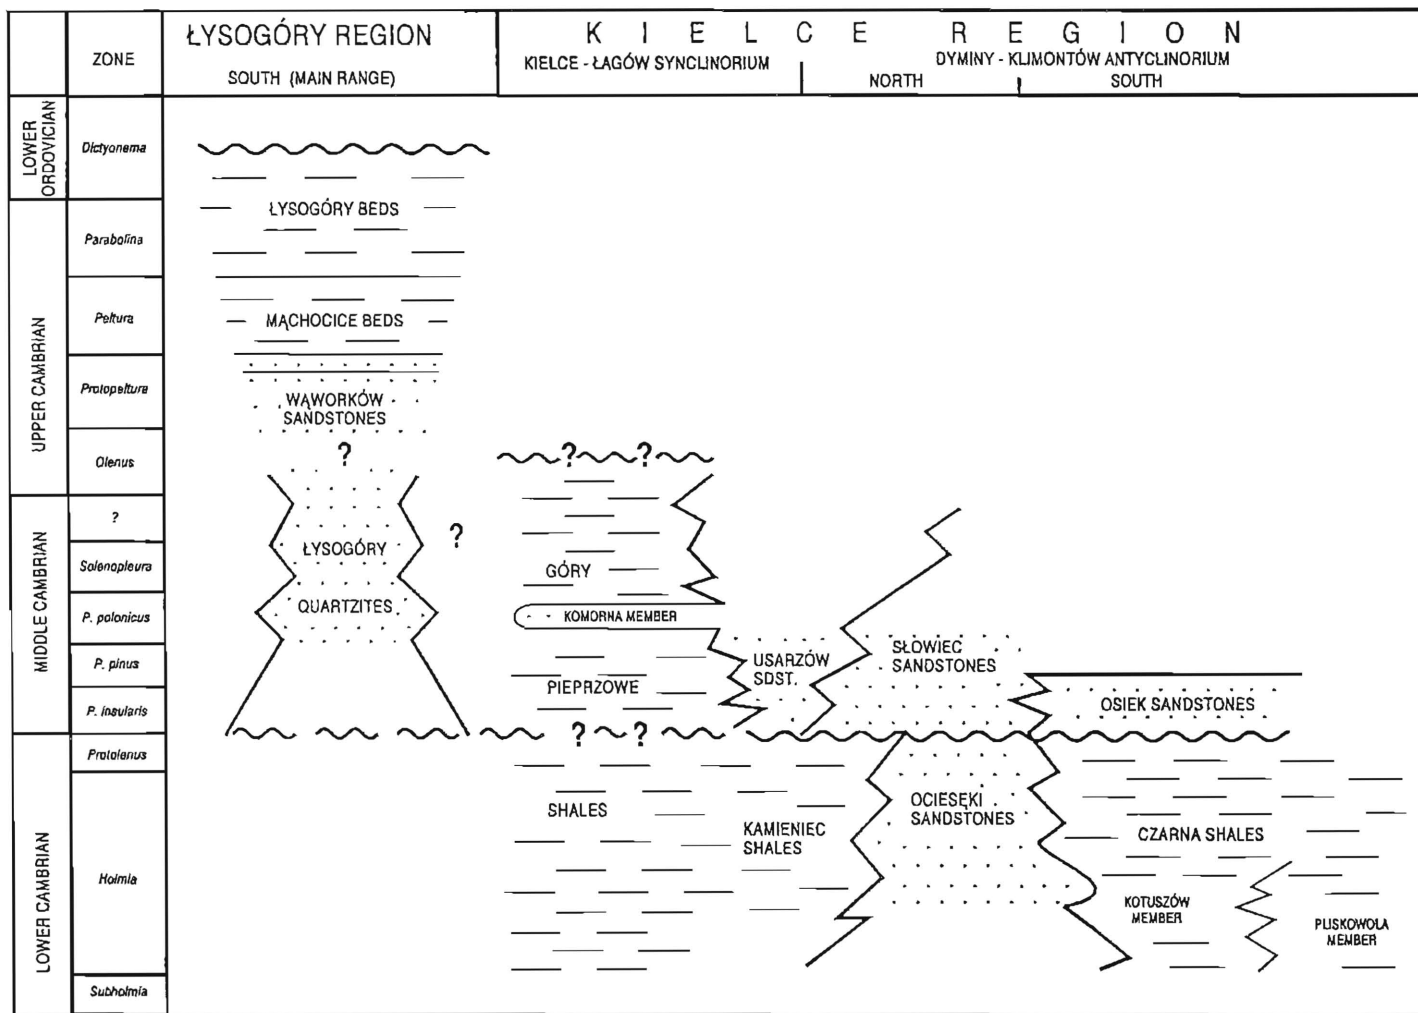 ZONE
ŁYSOGÓRY REGION
SOUTH (MAIN RANGE)
KIELCE REGION
KIELCE - ŁAGÓW SYNCLINORIUM
DYMINY - KLIMONTÓW ANTYCLINORIUM
NORTH
SOUTH
LOWER
ORDOVICIAN
UPPER CAMBRIAN
MIDDLE CAMBRIAN
LOWER CAMBRIAN
Dictyonema
Parabolina
Peltura
Protopeltura
Olenus
?
Solenopleura
P. polonicus
P. pinus
P. insularis
Protolenus
Holmia
Subholmia
ŁYSOGÓRY BEDS
MĄCHOCICE BEDS
WĄWORKÓW
SANDSTONES
?
ŁYSOGÓRY
QUARTZITES
?
? ?
GÓRY
KOMORNA MEMBER
PIEPRZOWE
? ?
SHALES
USARZÓW
SDST.
SŁOWIEC
SANDSTONES
OSIEK SANDSTONES
KAMIENIEC
SHALES
OCIESĘKI
SANDSTONES
CZARNA SHALES
KOTUSZÓW
MEMBER
PUSKOWOLA
MEMBER